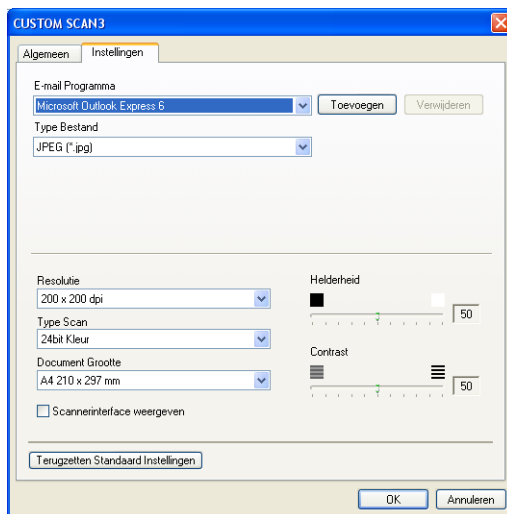 CUSTOM SCAN3
Algemeen Instellingen
E-mail Programma
Microsoft Outlook Express 6 Toevoegen Verwijderen
Type Bestand
JPEG (*.jpg)
Resolutie
200 x 200 dpi
Type Scan
24bit Kleur
Document Grootte
A4 210 x 297 mm
Scannerinterface weergeven
Helderheid
50
Contrast
50
Terugzetten Standaard Instellingen
OK Annuleren